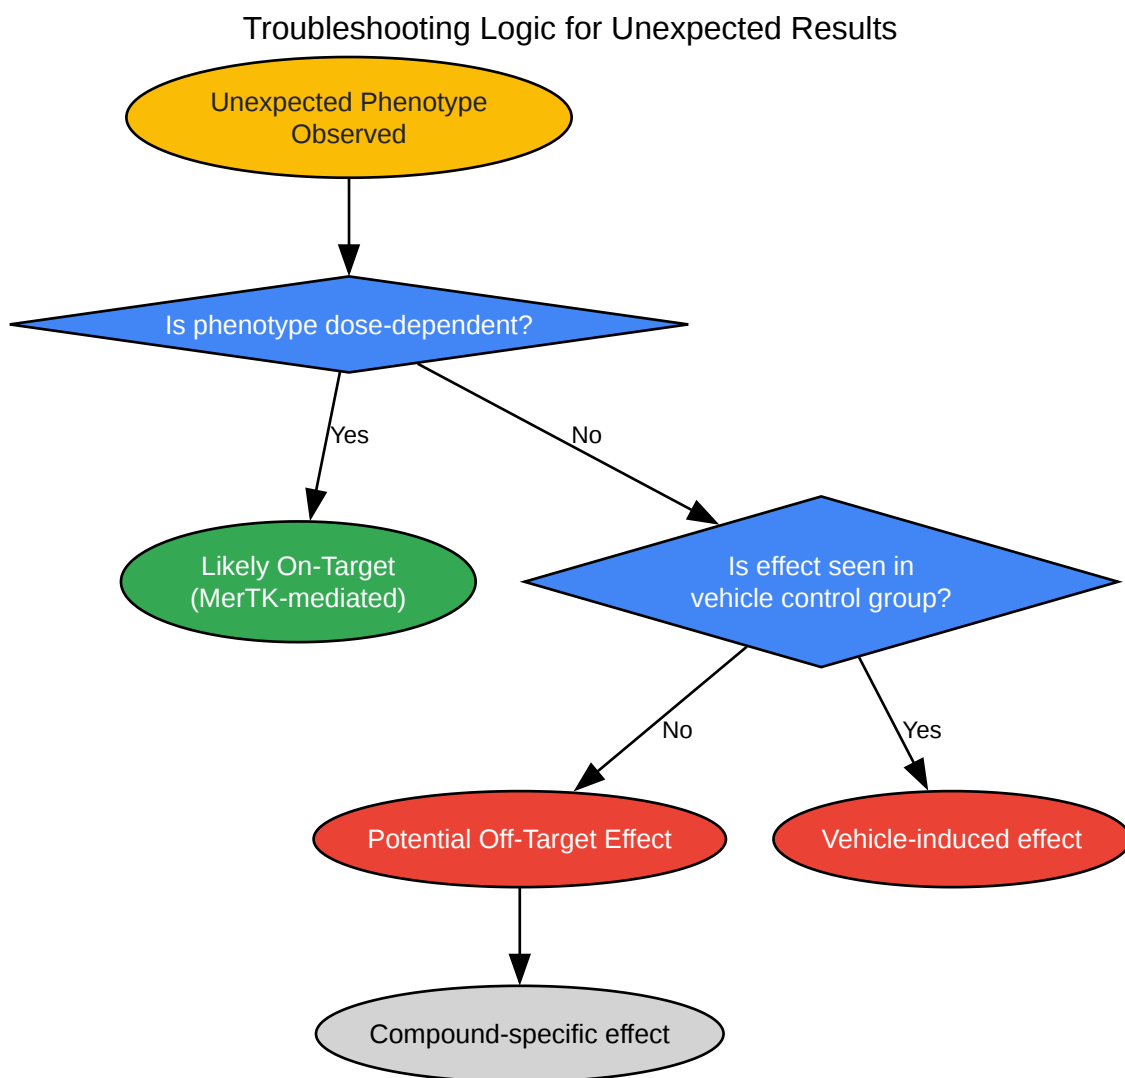 Troubleshooting Logic for Unexpected Results
Unexpected Phenotype
Observed
Is phenotype dose-dependent?
Yes
No
Likely On-Target
(MerTK-mediated)
Is effect seen in
vehicle control group?
No
Yes
Potential Off-Target Effect
Vehicle-induced effect
Compound-specific effect